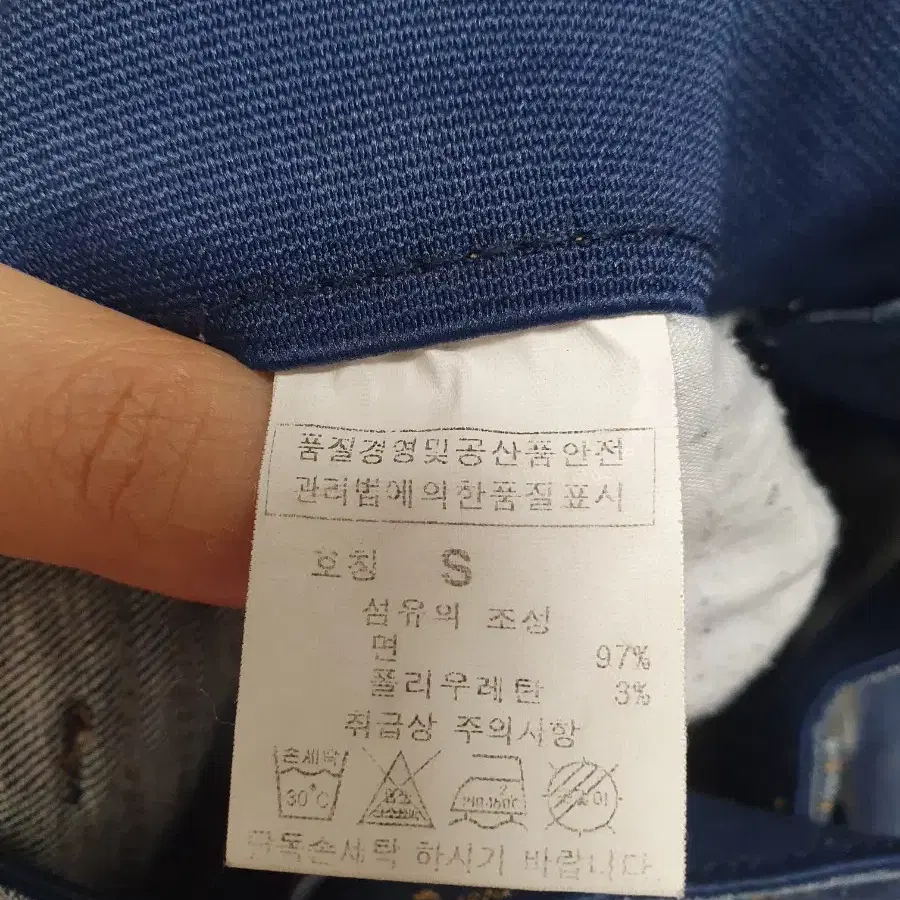 품질경영및공산품안전
관리법에의한품질표시
호칭 S
섬유의 조성
면 97%
폴리우레탄 3%
취급상 주의사항
손세탁
30°C
단독손세탁 하시기 바랍니다